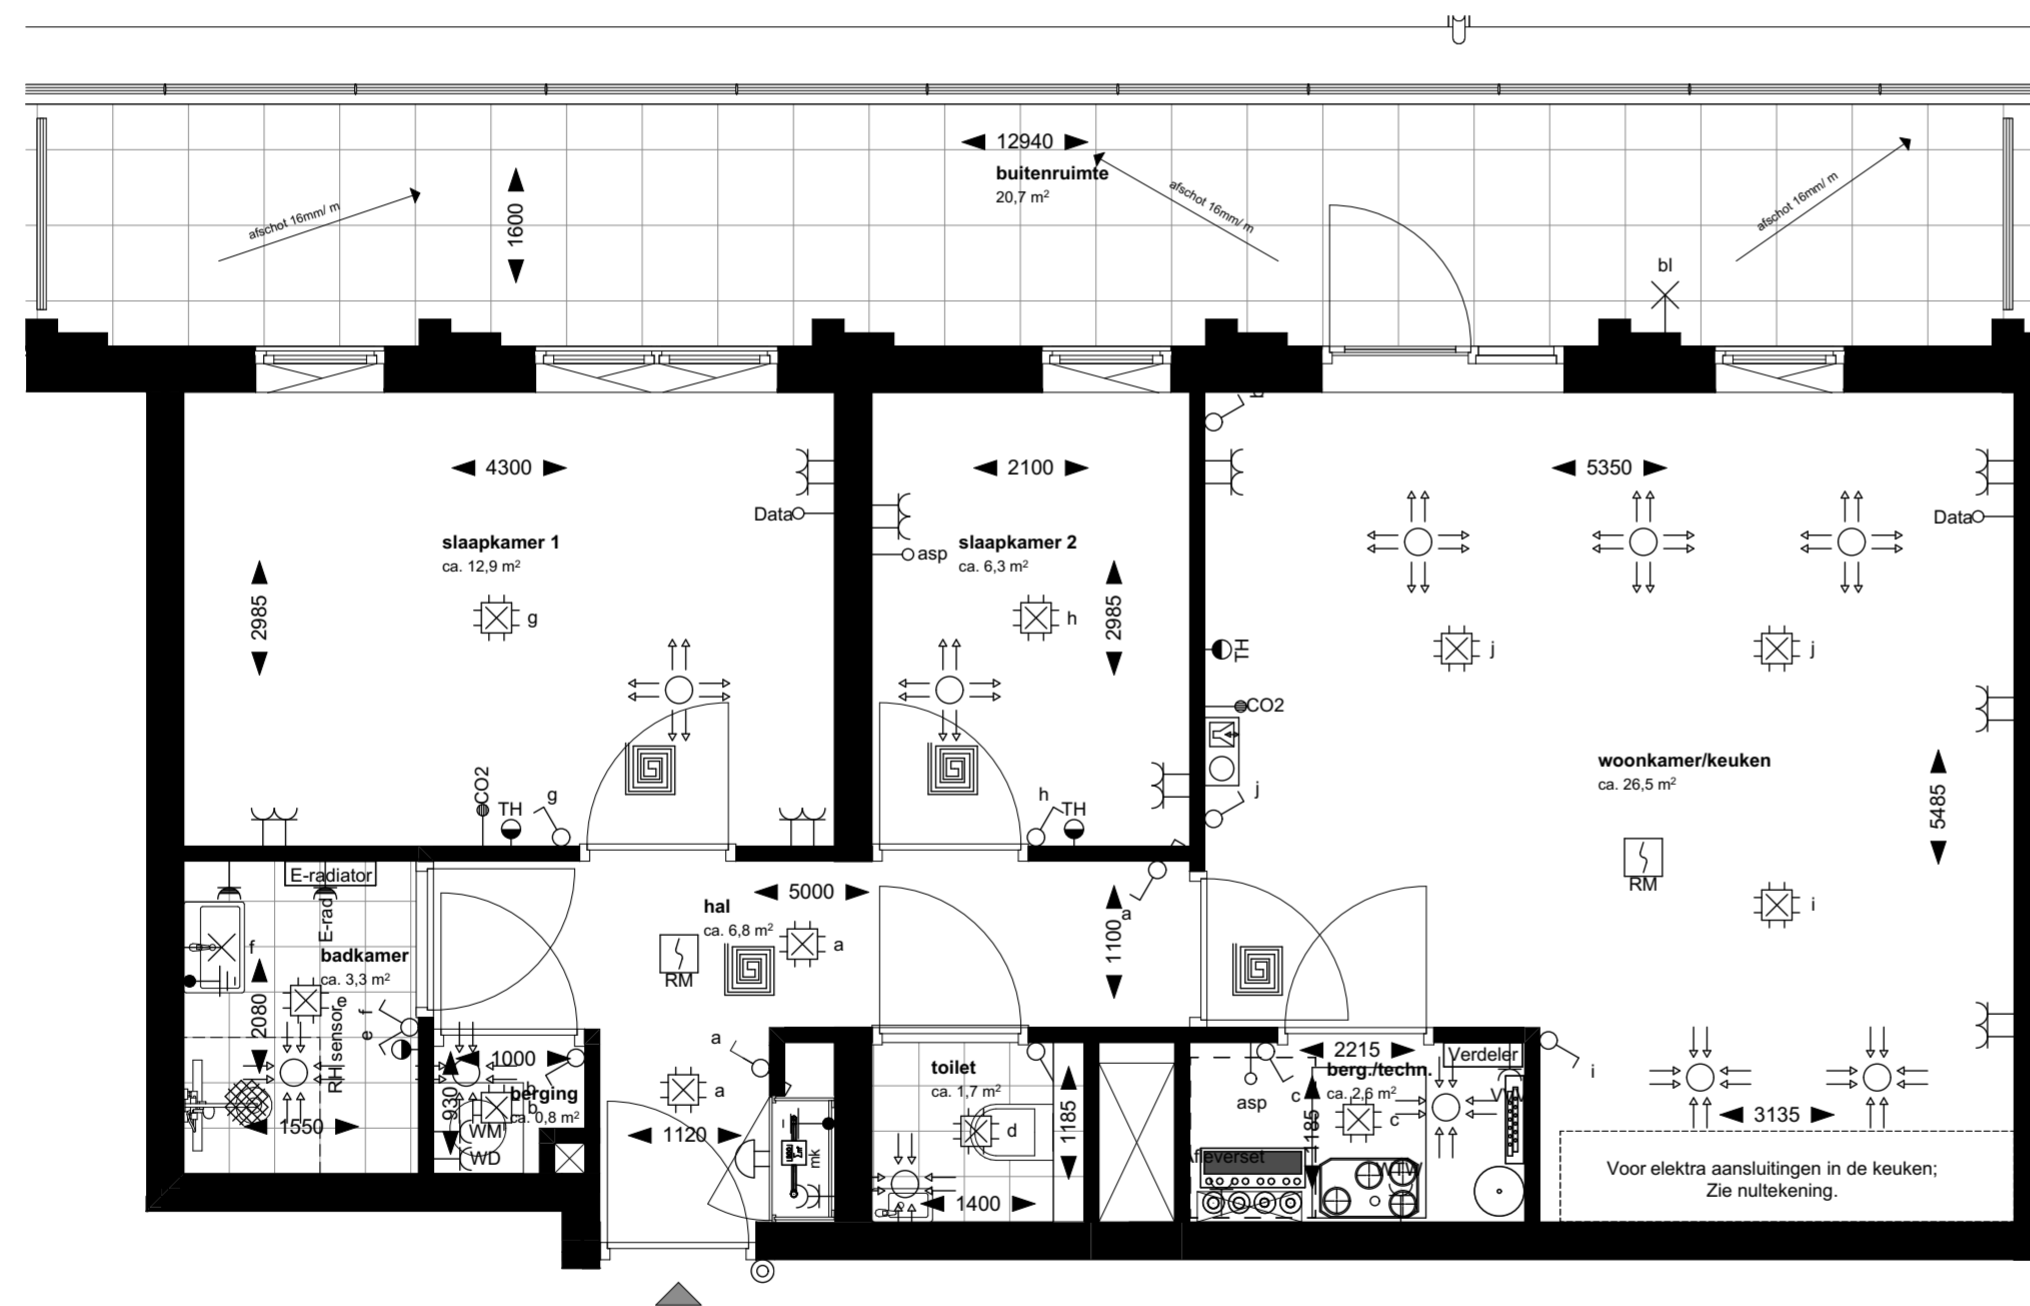 12940
buitenruimte
20,7 m²
1600
afschot 16mm/ m
afschot 16mm/ m
afschot 16mm/ m
bl
4300
2100
5350
Data
asp
Data
slaapkamer 1
ca. 12,9 m²
slaapkamer 2
ca. 6,3 m²
2985
g
h
2985
j
j
TH
CO2
woonkamer/keuken
ca. 26,5 m²
CO2
TH
g
h
TH
j
5485
RM
E-radiator
E-rad
5000
hal
ca. 6,8 m²
a
RM
a
1100
i
f
badkamer
ca. 3,3 m²
e
2080
RH sensor
f
e
1550
1000
berging
ca. 0,8 m²
b
b
930
WM
WD
a
a
1120
mk
toilet
ca. 1,7 m²
d
1185
1400
2215
Verdeler
berg./techn.
ca. 2,6 m²
asp
c
c
1185
Afleverset
WTW
i
3135
Voor elektra aansluitingen in de keuken;
Zie nultekening.